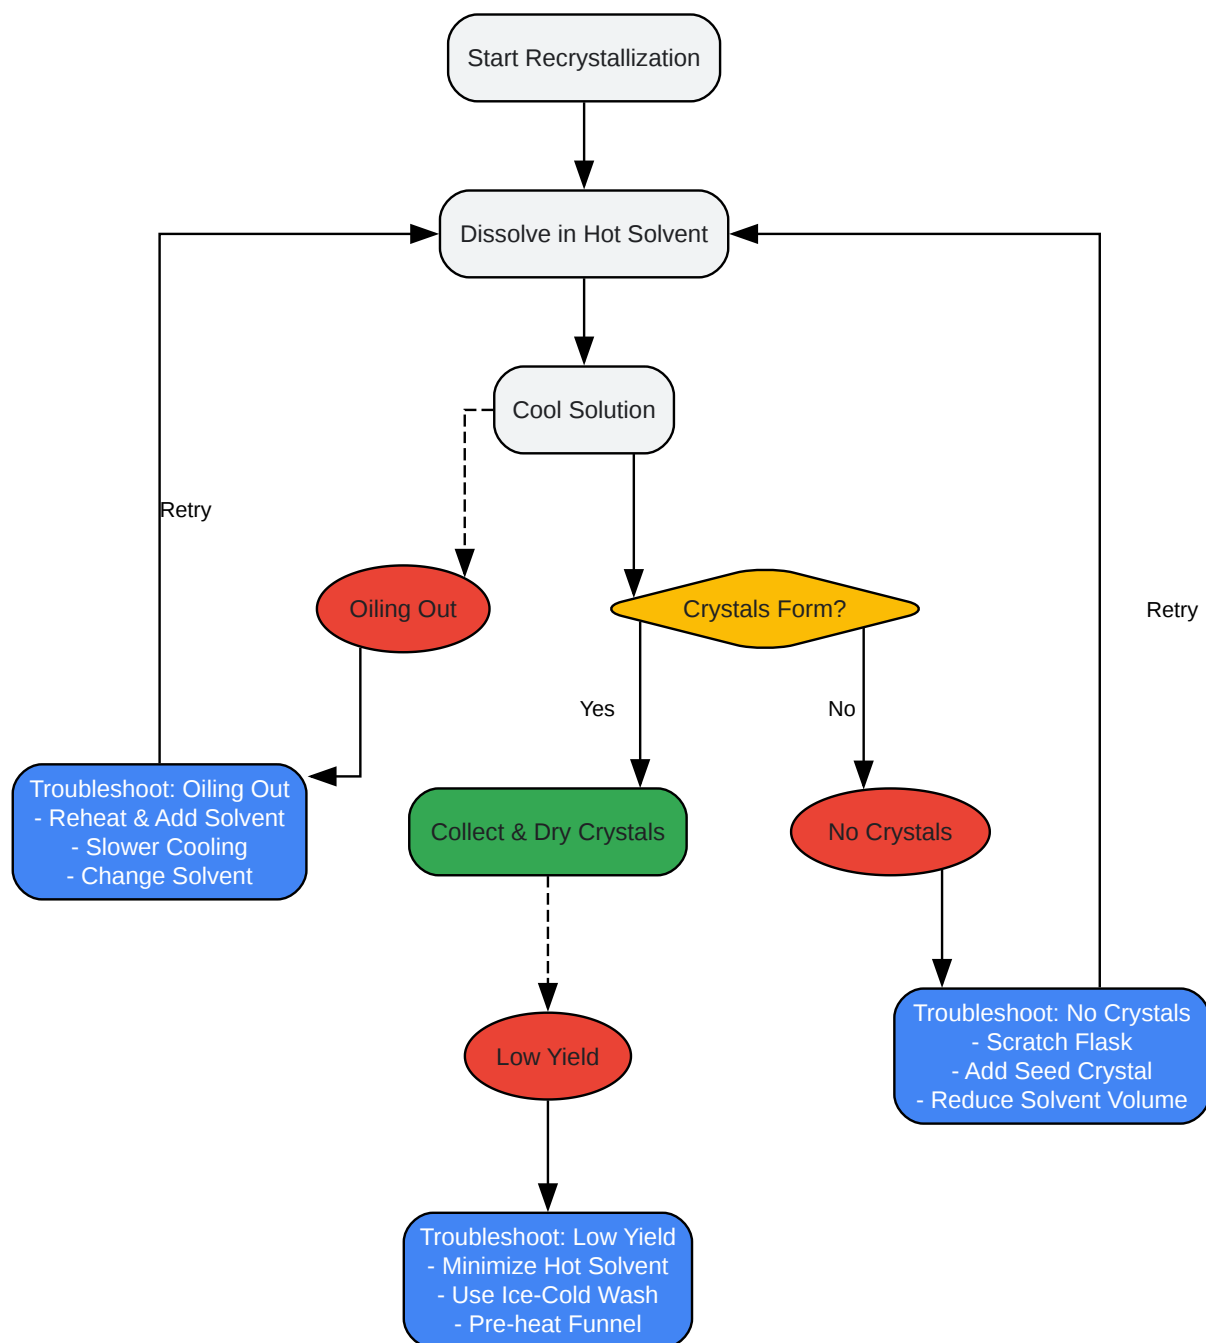 Start Recrystallization
Dissolve in Hot Solvent
Cool Solution
Retry
Oiling Out
Crystals Form?
Retry
Yes
No
Troubleshoot: Oiling Out
- Reheat & Add Solvent
- Slower Cooling
- Change Solvent
Collect & Dry Crystals
No Crystals
Troubleshoot: No Crystals
- Scratch Flask
- Add Seed Crystal
- Reduce Solvent Volume
Low Yield
Troubleshoot: Low Yield
- Minimize Hot Solvent
- Use Ice-Cold Wash
- Pre-heat Funnel